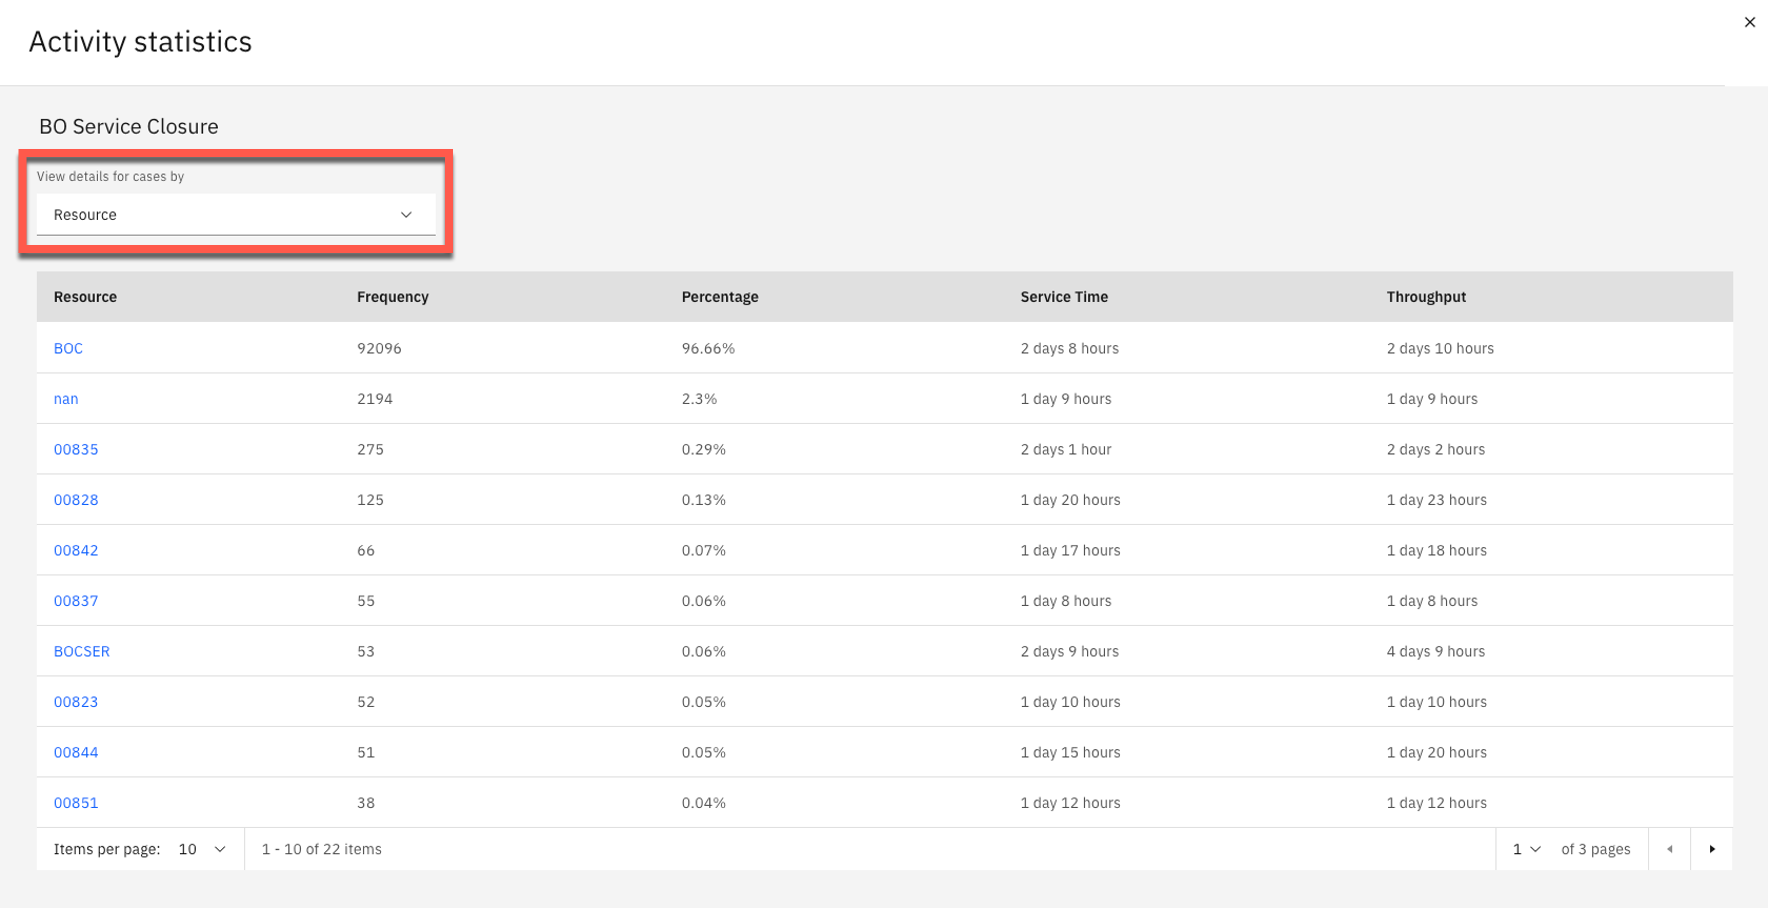 Activity statistics
BO Service Closure
View details for cases by
Resource
Resource Frequency Percentage Service Time Throughput
BOC 92096 96.66% 2 days 8 hours 2 days 10 hours
nan 2194 2.3% 1 day 9 hours 1 day 9 hours
00835 275 0.29% 2 days 1 hour 2 days 2 hours
00828 125 0.13% 1 day 20 hours 1 day 23 hours
00842 66 0.07% 1 day 17 hours 1 day 18 hours
00837 55 0.06% 1 day 8 hours 1 day 8 hours
BOCSER 53 0.06% 2 days 9 hours 4 days 9 hours
00823 52 0.05% 1 day 10 hours 1 day 10 hours
00844 51 0.05% 1 day 15 hours 1 day 20 hours
00851 38 0.04% 1 day 12 hours 1 day 12 hours
Items per page: 10 1 - 10 of 22 items 1 of 3 pages